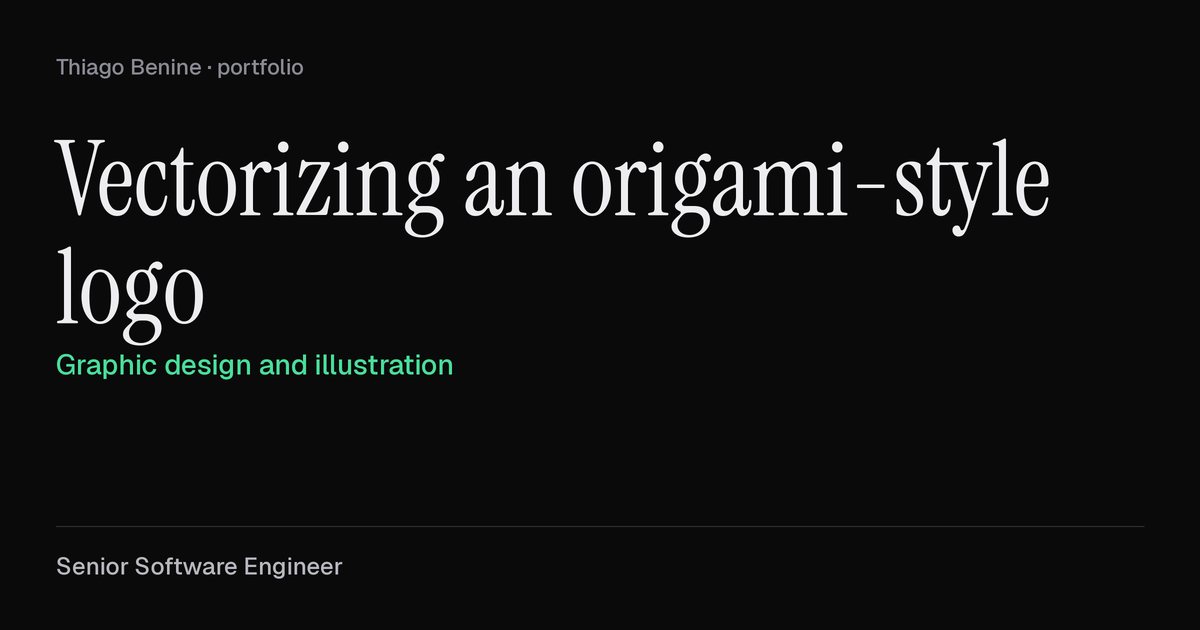 Thiago Benine · portfolio
Vectorizing an origami-style
logo
Graphic design and illustration
Senior Software Engineer